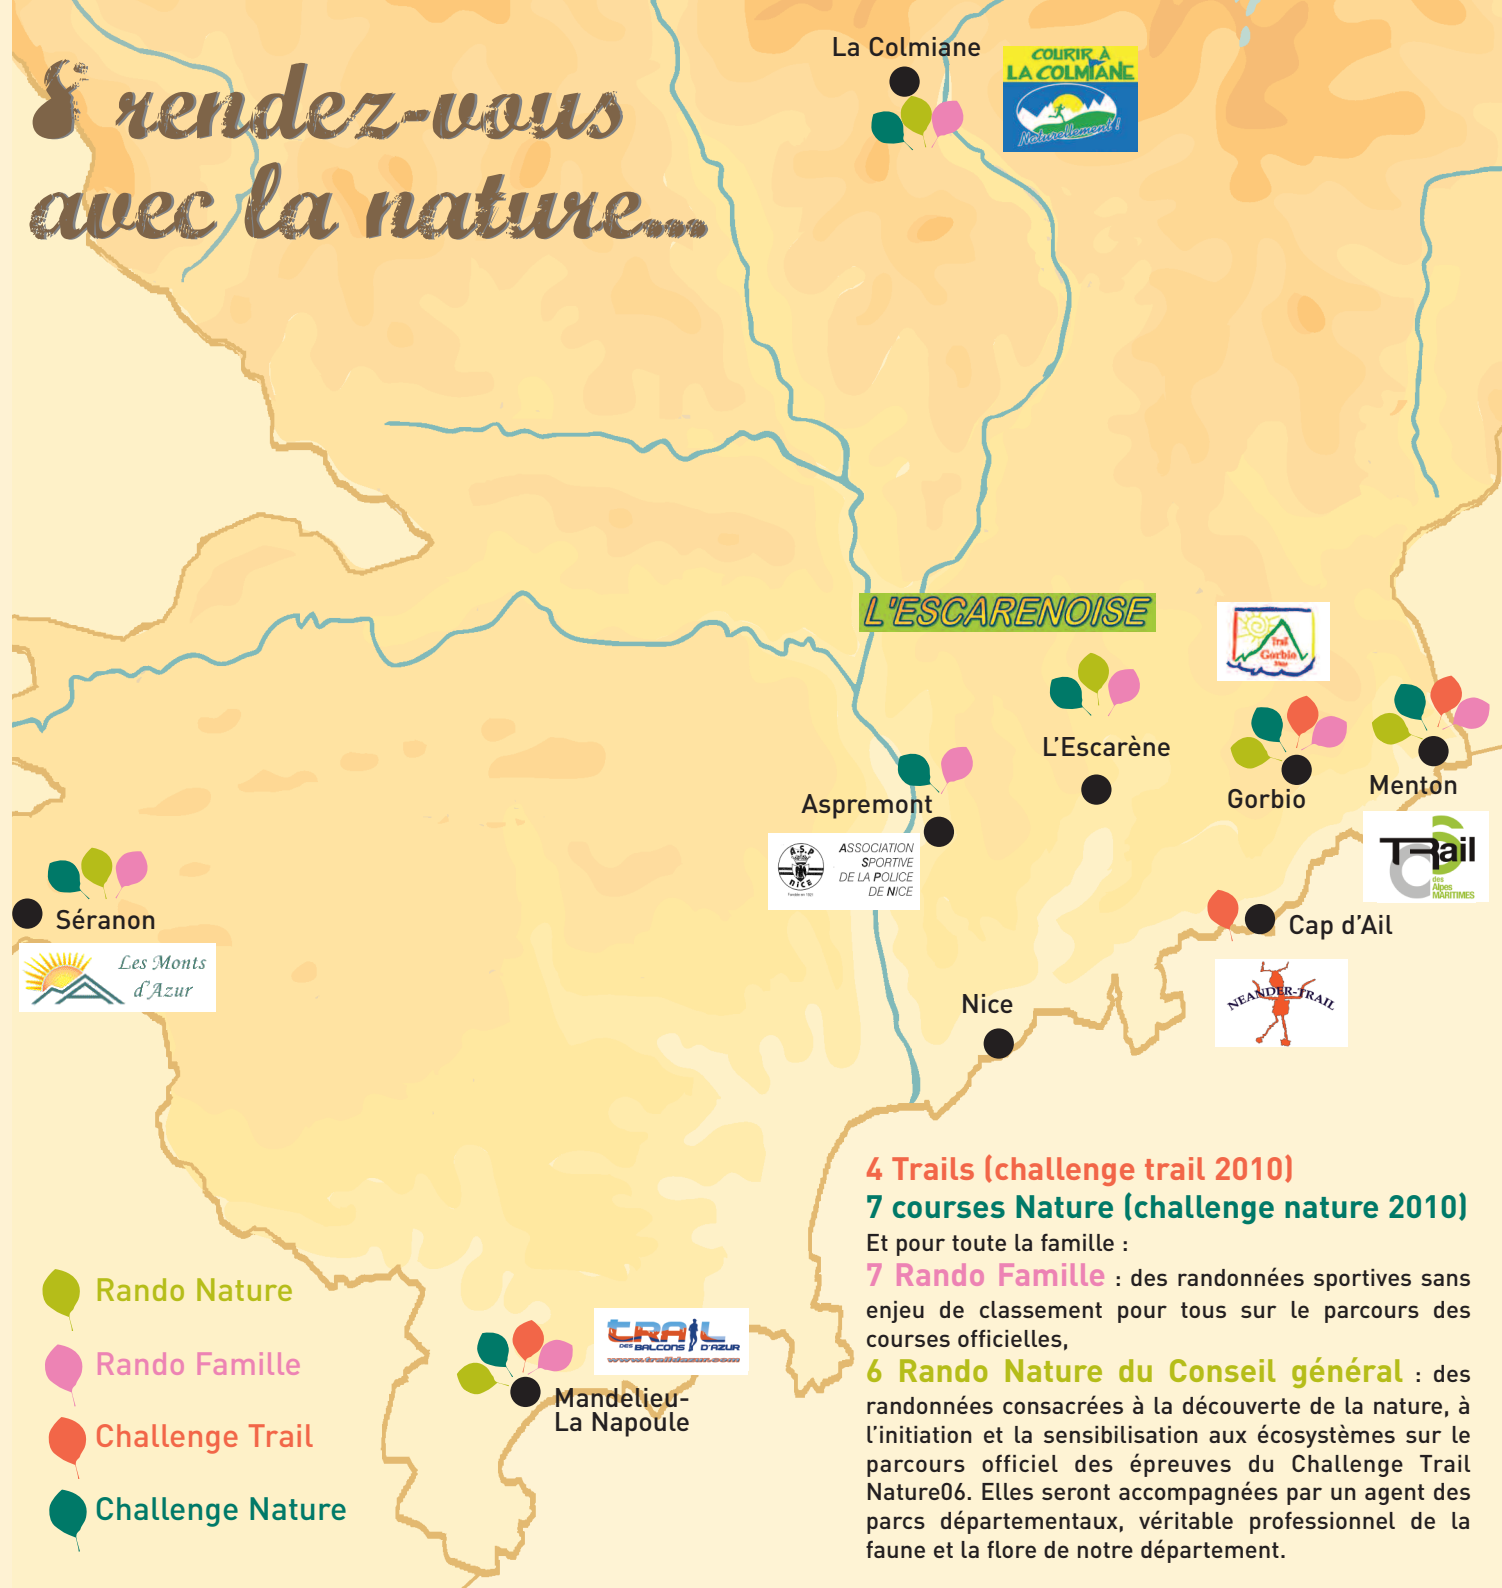 8 rendez-vous
avec la nature...
La Colmiane
COURIR À
LA COLMIANE
Naturellement !
L'ESCARENOISE
Trail
Gorbio
L'Escarène
Aspremont
Gorbio
Menton
A.S.P
NICE
ASSOCIATION
SPORTIVE
DE LA POLICE
DE NICE
TRail
des
Alpes
MARITIMES
Séranon
Les Monts
d'Azur
Cap d'Ail
NEANDER-TRAIL
Nice
4 Trails (challenge trail 2010)
7 courses Nature (challenge nature 2010)
Et pour toute la famille :
7 Rando Famille : des randonnées sportives sans
enjeu de classement pour tous sur le parcours des
courses officielles,
6 Rando Nature du Conseil général : des
randonnées consacrées à la découverte de la nature, à
l'initiation et la sensibilisation aux écosystèmes sur le
parcours officiel des épreuves du Challenge Trail
Nature06. Elles seront accompagnées par un agent des
parcs départementaux, véritable professionnel de la
faune et la flore de notre département.
Rando Nature
Rando Famille
Challenge Trail
Challenge Nature
TRAIL
DES BALCONS D'AZUR
www.traildazur.com
Mandelieu-
La Napoule